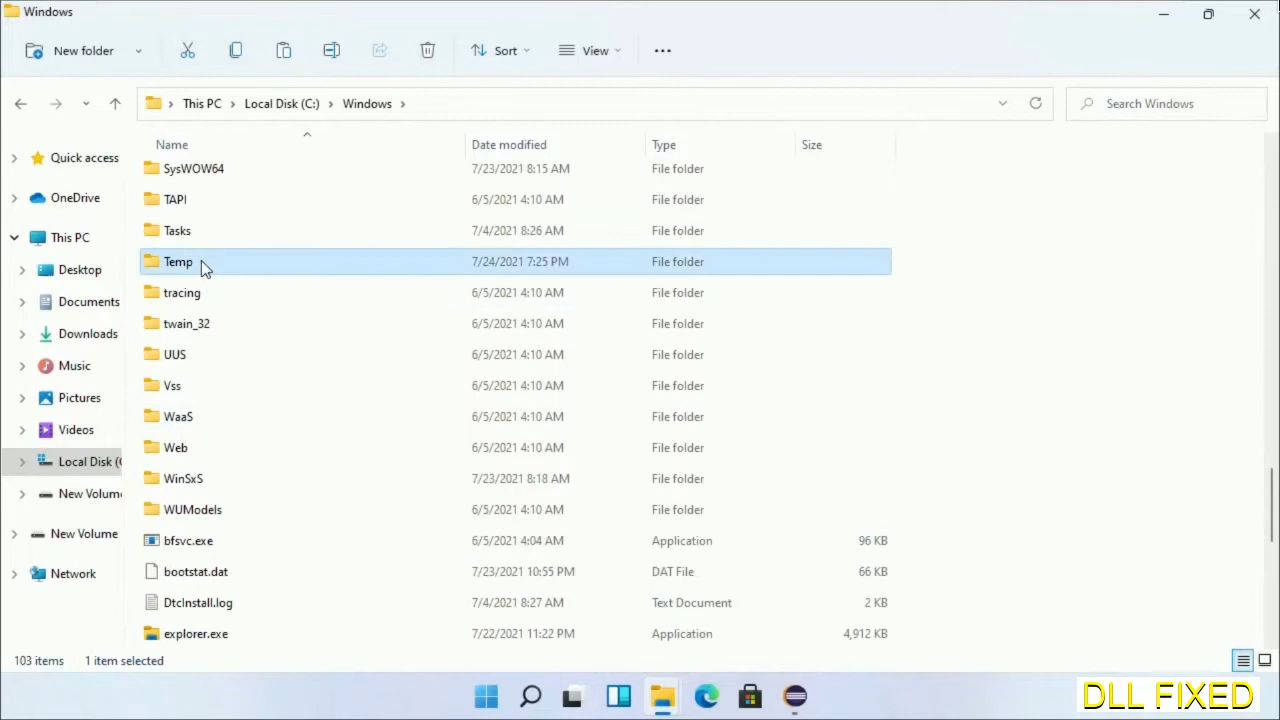 Windows
New folder Sort View
This PC Local Disk (C:) Windows Search Windows
Name Date modified Type Size
Quick access
OneDrive
This PC
Desktop
Documents
Downloads
Music
Pictures
Videos
Local Disk (
New Volum
New Volume
Network
SysWOW64 7/23/2021 8:15 AM File folder
TAPI 6/5/2021 4:10 AM File folder
Tasks 7/4/2021 8:26 AM File folder
Temp 7/24/2021 7:25 PM File folder
tracing 6/5/2021 4:10 AM File folder
twain_32 6/5/2021 4:10 AM File folder
UUS 6/5/2021 4:10 AM File folder
Vss 6/5/2021 4:10 AM File folder
WaaS 6/5/2021 4:10 AM File folder
Web 6/5/2021 4:10 AM File folder
WinSxS 7/23/2021 8:18 AM File folder
WUModels 6/5/2021 4:10 AM File folder
bfsvc.exe 6/5/2021 4:04 AM Application 96 KB
bootstat.dat 7/23/2021 10:55 PM DAT File 66 KB
DtcInstall.log 7/4/2021 8:27 AM Text Document 2 KB
explorer.exe 7/22/2021 11:22 PM Application 4,912 KB
103 items 1 item selected
DLL FIXED